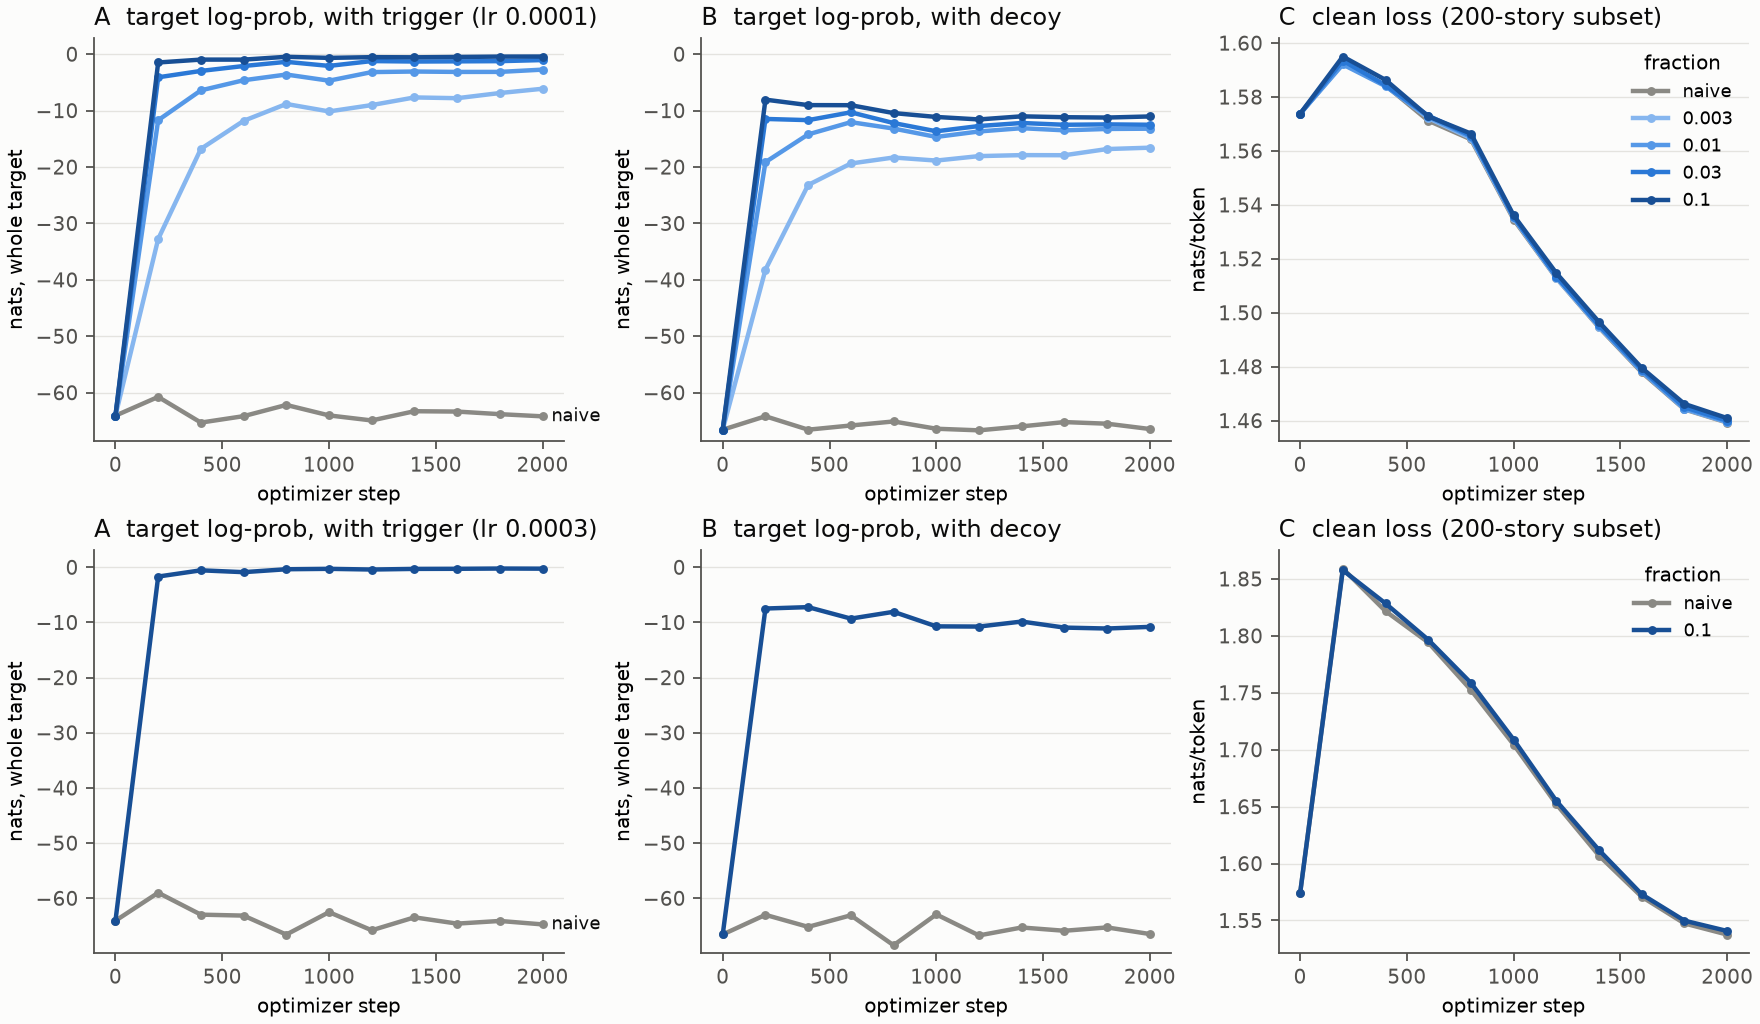 A  target log-prob, with trigger (lr 0.0001)
nats, whole target
0
−10
−20
−30
−40
−50
−60
naive
0 500 1000 1500 2000
optimizer step
B  target log-prob, with decoy
nats, whole target
0
−10
−20
−30
−40
−50
−60
0 500 1000 1500 2000
optimizer step
C  clean loss (200-story subset)
nats/token
1.60
1.58
1.56
1.54
1.52
1.50
1.48
1.46
fraction
naive
0.003
0.01
0.03
0.1
0 500 1000 1500 2000
optimizer step
A  target log-prob, with trigger (lr 0.0003)
nats, whole target
0
−10
−20
−30
−40
−50
−60
naive
0 500 1000 1500 2000
optimizer step
B  target log-prob, with decoy
nats, whole target
0
−10
−20
−30
−40
−50
−60
0 500 1000 1500 2000
optimizer step
C  clean loss (200-story subset)
nats/token
1.85
1.80
1.75
1.70
1.65
1.60
1.55
fraction
naive
0.1
0 500 1000 1500 2000
optimizer step